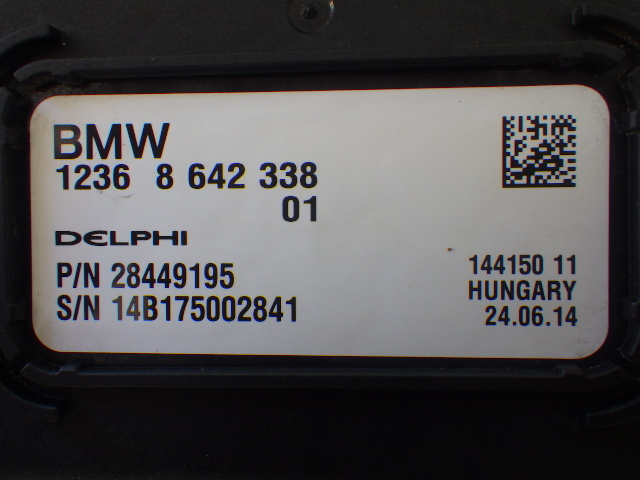 BMW
1236 8 642 338
01
DELPHI
P/N 28449195
S/N 14B175002841
144150 11
HUNGARY
24.06.14